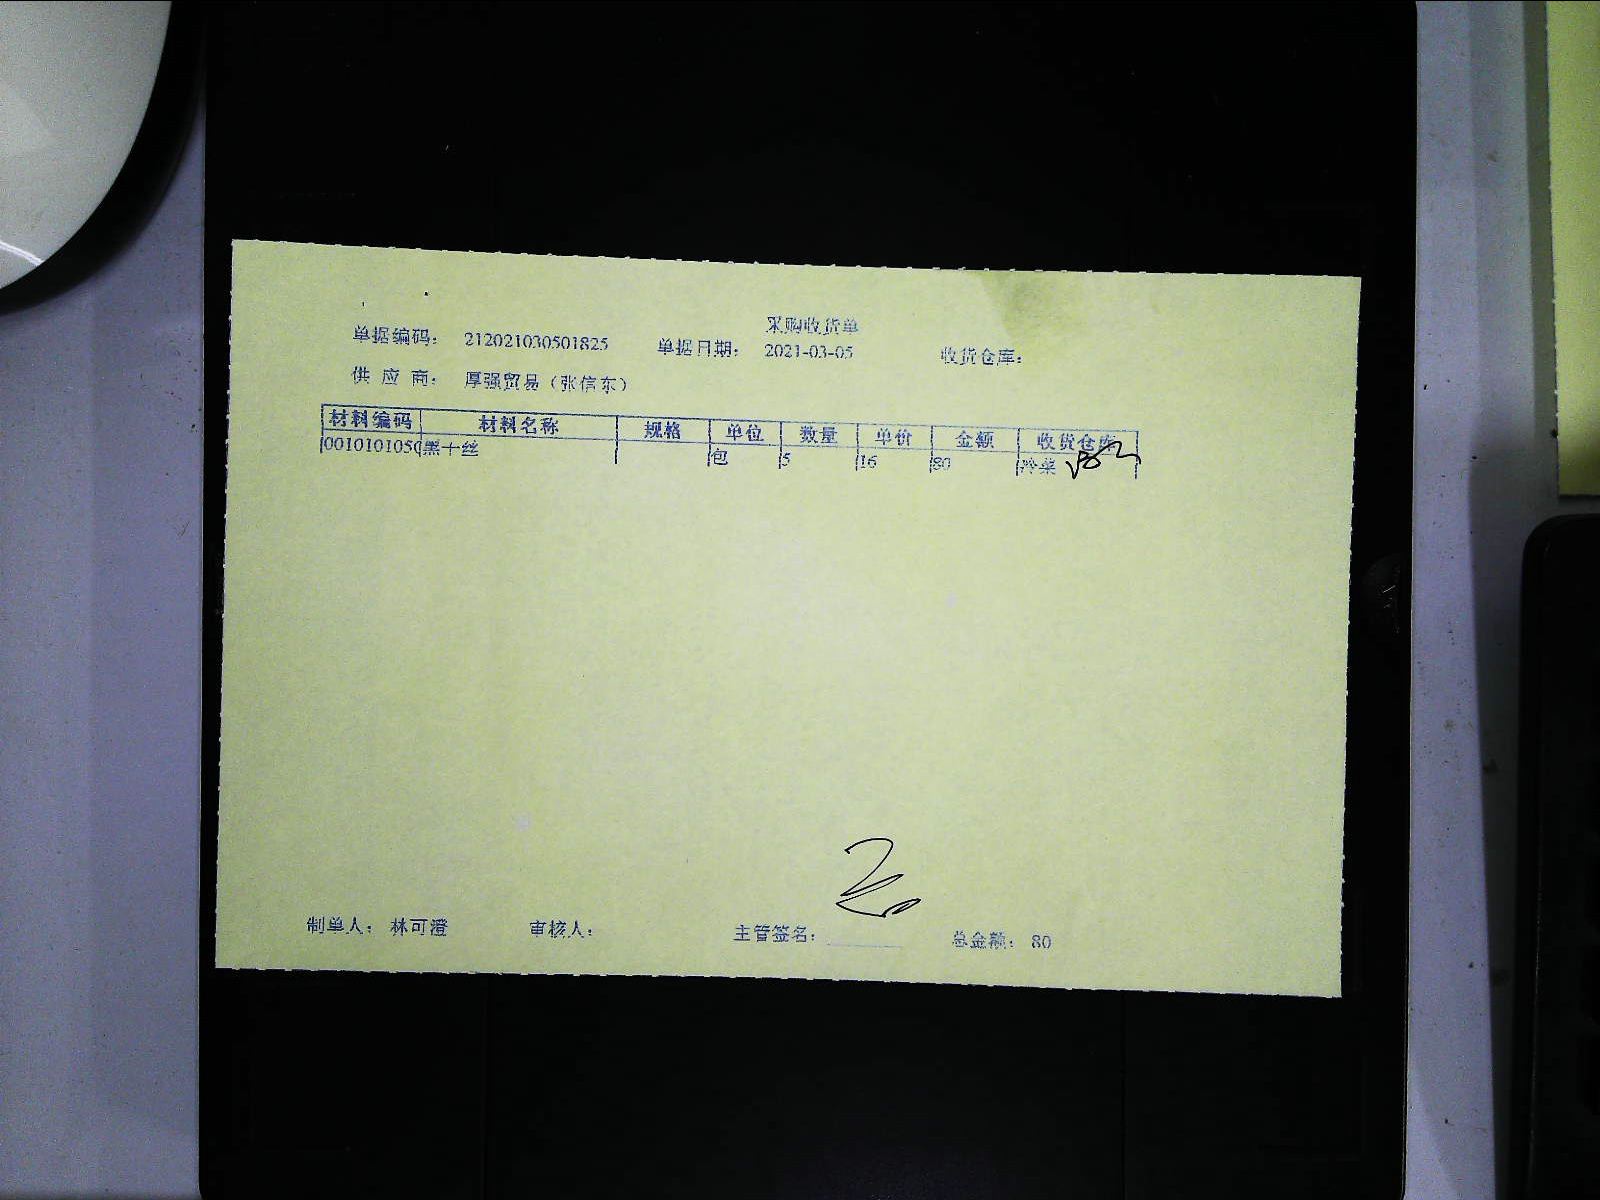 采购收货单
单据编码： 212021030501825 单据日期： 2021-03-05 收货仓库：
供 应 商： 厚强贸易（张信东）
材料编码 材料名称 规格 单位 数量 单价 金额 收货仓库
0010101050 黑十丝 包 5 16 80 冷菜
制单人： 林可澄 审核人： 主管签名： 总金额： 80